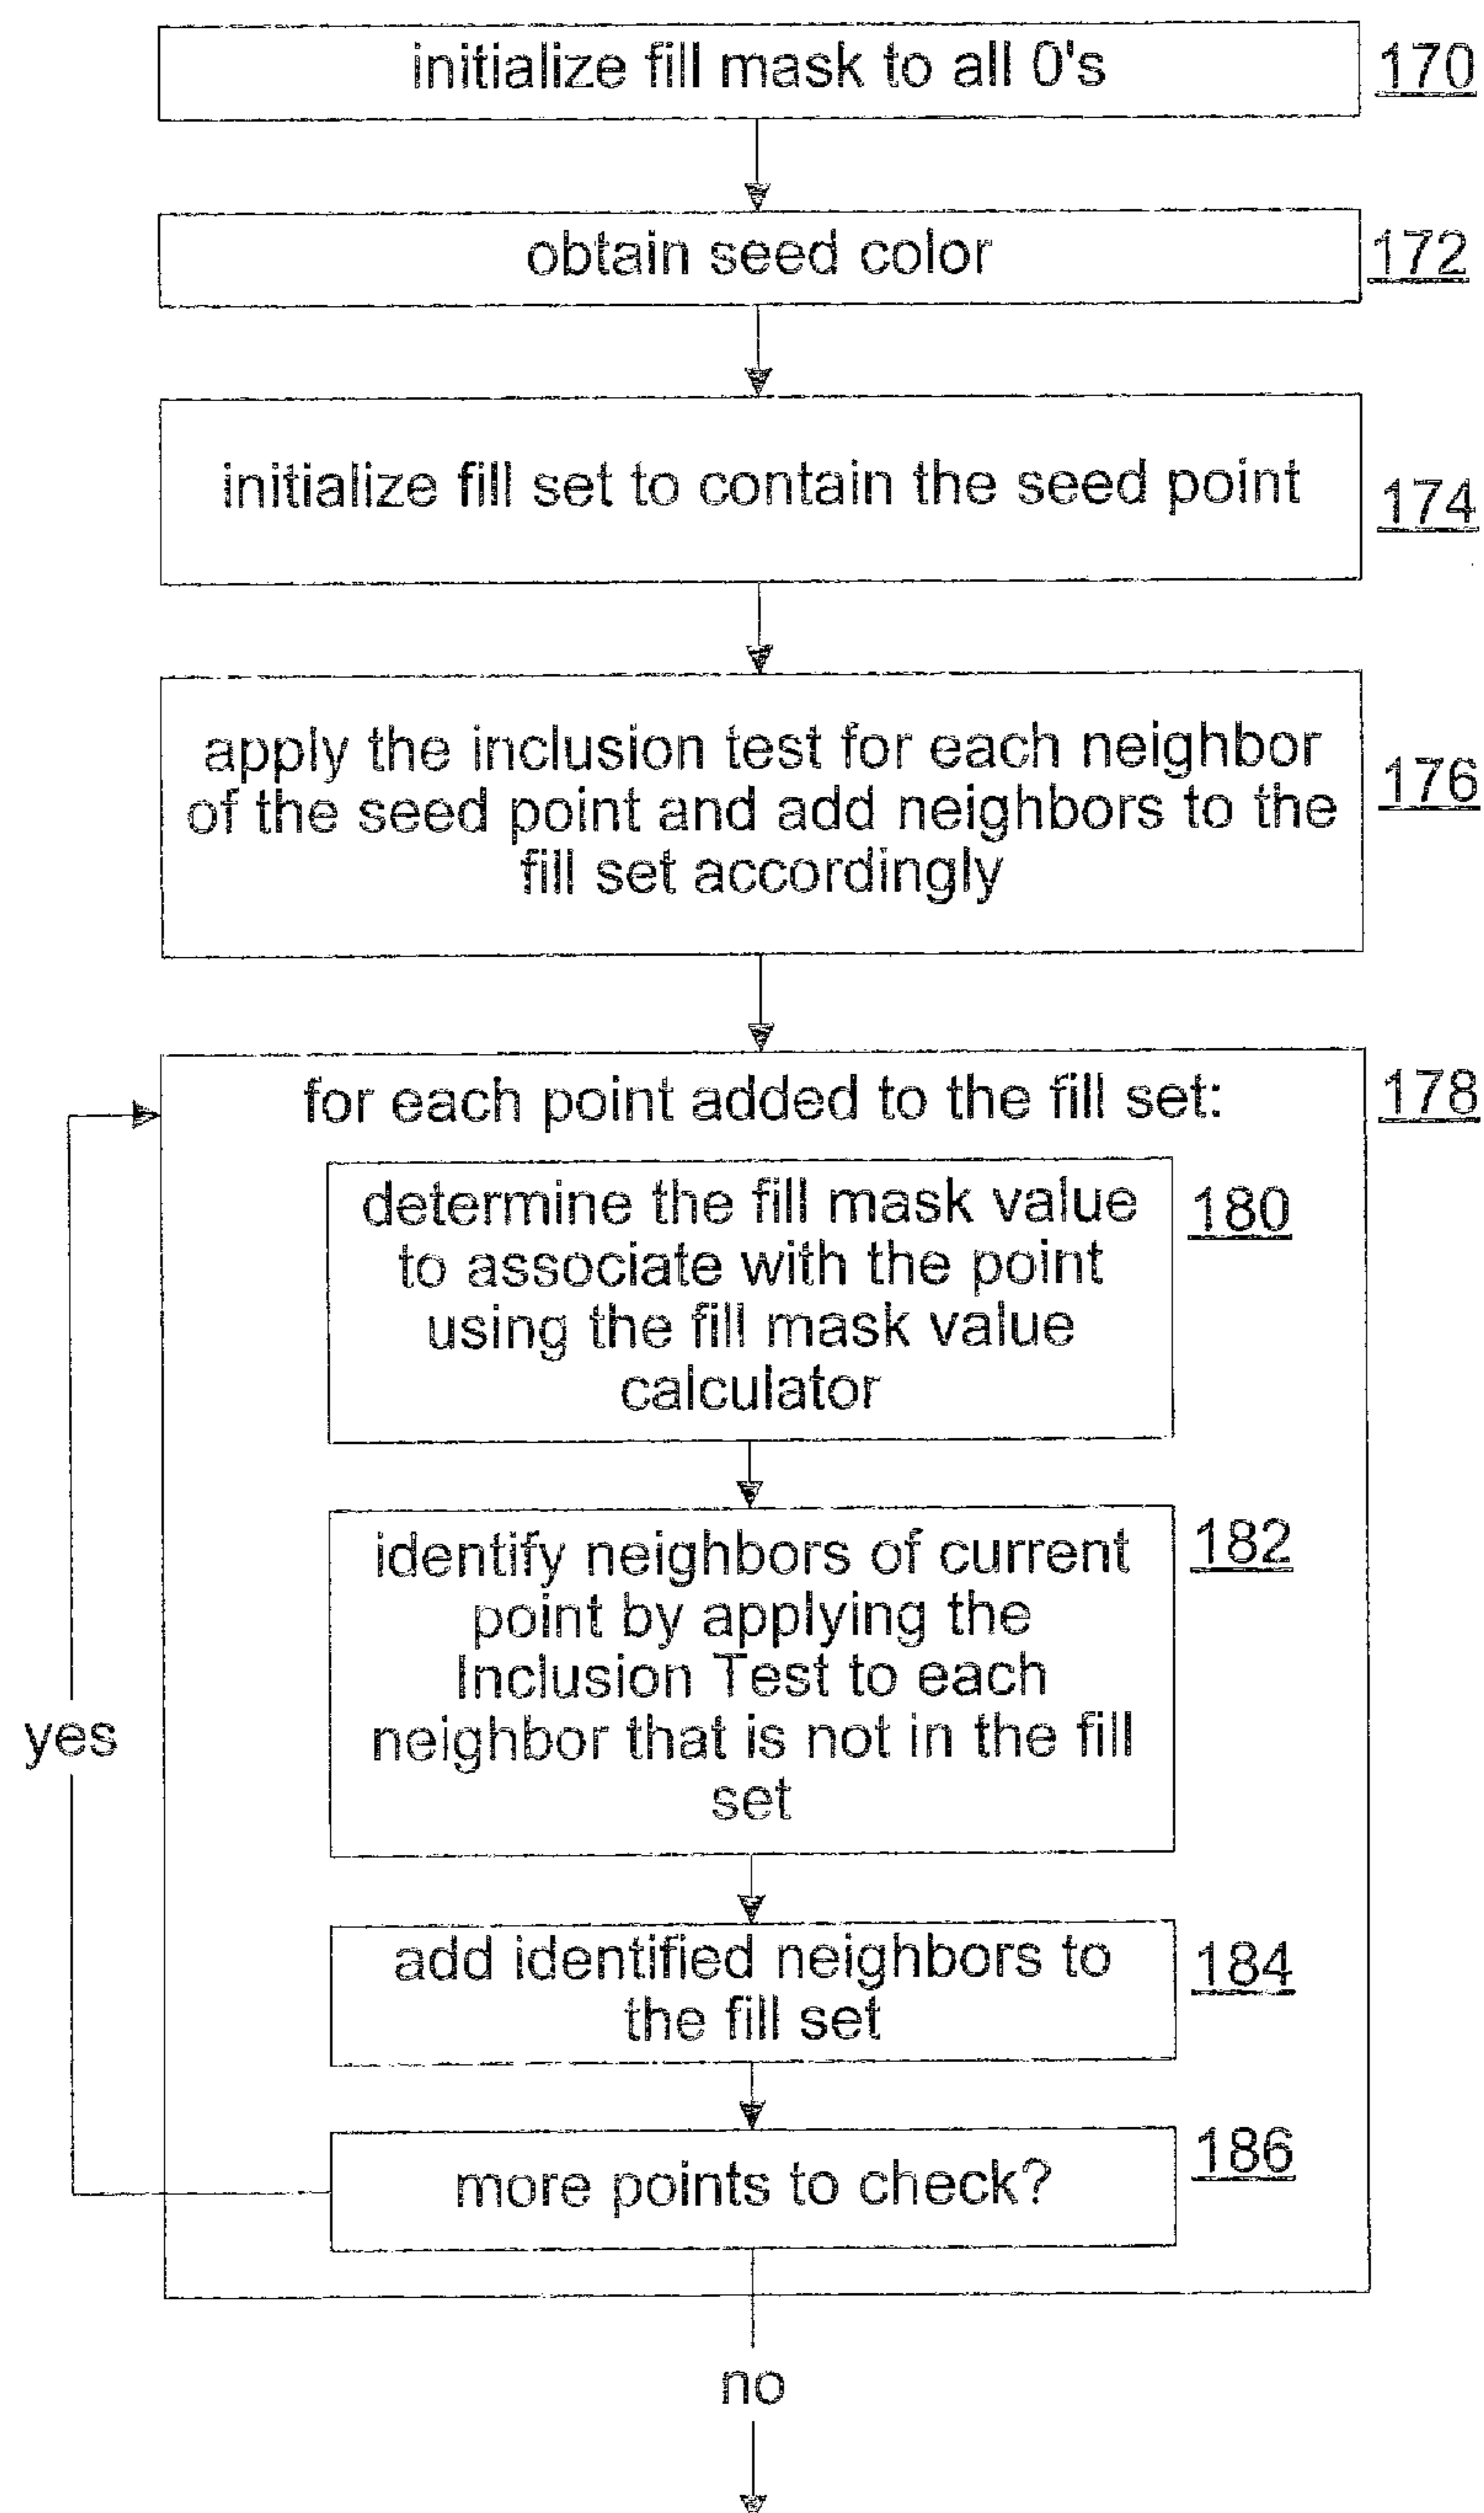 initialize fill mask to all 0's
170
obtain seed color
172
initialize fill set to contain the seed point
174
apply the inclusion test for each neighbor
of the seed point and add neighbors to the
fill set accordingly
176
for each point added to the fill set:
178
determine the fill mask value
to associate with the point
using the fill mask value
calculator
180
identify neighbors of current
point by applying the
Inclusion Test to each
neighbor that is not in the fill
set
182
yes
add identified neighbors to
the fill set
184
more points to check?
186
no